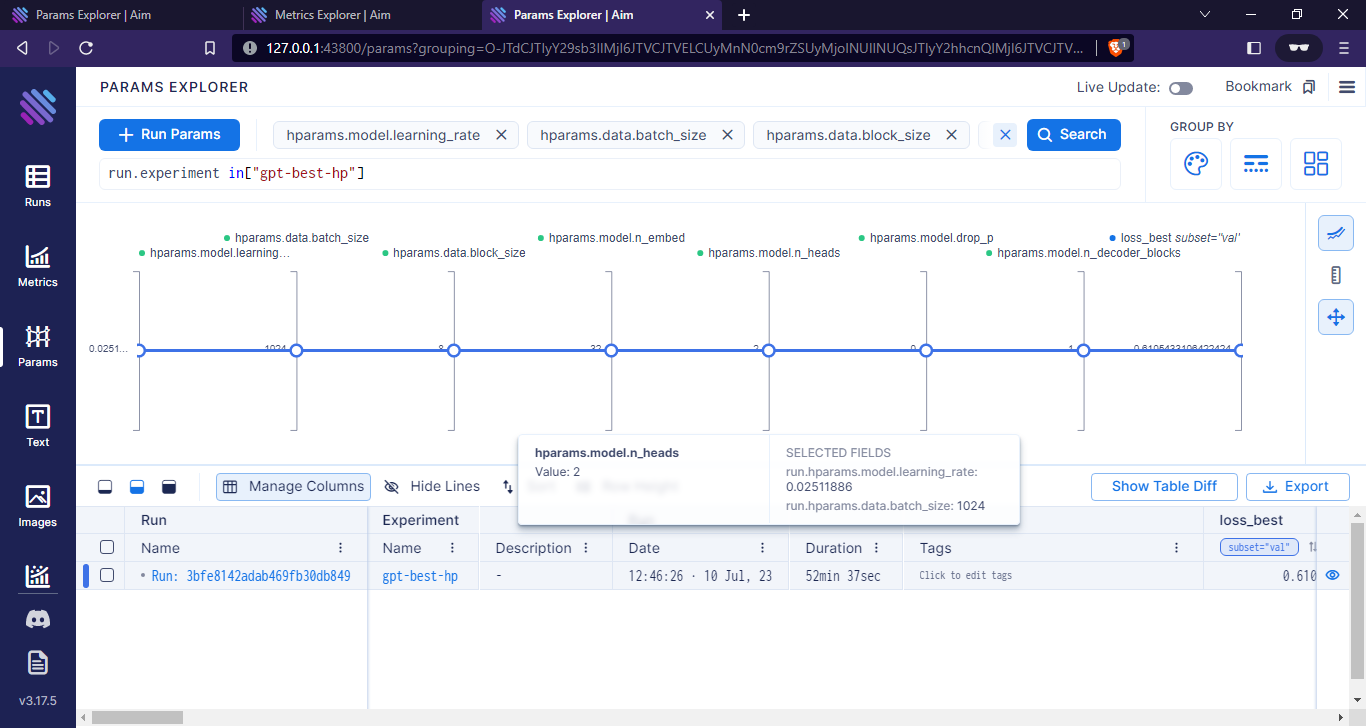 Params Explorer | Aim
Metrics Explorer | Aim
Params Explorer | Aim
127.0.0.1:43800/params?grouping=O-JTdCJTIyY29sb3IlMjI6JTVCJTVELCUyMnN0cm9rZSUyMjolNUIlNUQsJTIyY2hhcnQlMjI6JTVCJTV...
1
PARAMS EXPLORER
Live Update:
Bookmark
Run Params
hparams.model.learning_rate
hparams.data.batch_size
hparams.data.block_size
Search
GROUP BY
run.experiment in["gpt-best-hp"]
Runs
Metrics
Params
Text
Images
v3.17.5
hparams.data.batch_size
hparams.model.n_embed
hparams.model.drop_p
loss_best subset="val"
hparams.model.learning...
hparams.data.block_size
hparams.model.n_heads
hparams.model.n_decoder_blocks
0.0251...
1024
8
32
2
0
1
hparams.model.n_heads
Value: 2
SELECTED FIELDS
run.hparams.model.learning_rate:
0.02511886
run.hparams.data.batch_size: 1024
Manage Columns
Hide Lines
Show Table Diff
Export
Run
Experiment
loss_best
Name
Name
Description
Date
Duration
Tags
subset="val"
Run: 3bfe8142adab469fb30db849
gpt-best-hp
-
12:46:26 · 10 Jul, 23
52min 37sec
Click to edit tags
0.610